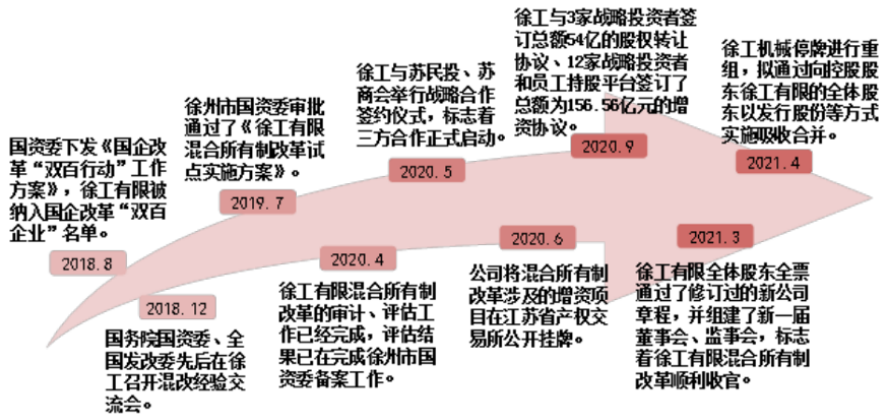 国资委下发《国企改
革“双百行动”工作
方案》，徐工有限被
纳入国企改革“双百
企业”名单。
2018.8
2018.12
国务院国资委、全
国发改委先后在徐
工召开混改经验交
流会。
徐州市国资委审批
通过了《徐工有限
混合所有制改革试
点实施方案》。
2019.7
2020.4
徐工有限混合所有制
改革的审计、评估工
作已经完成，评估结
果已在完成徐州市国
资委备案工作。
徐工与苏民投、苏
商会举行战略合作
签约仪式，标志着
三方合作正式启动。
2020.5
2020.6
公司将混合所有制
改革涉及的增资项
目在江苏省产权交
易所公开挂牌。
徐工与3家战略投资者签
订总额54亿的股权转让
协议、12家战略投资者
和员工持股平台签订了
总额为156.56亿元的增
资协议。
2020.9
2021.3
徐工有限全体股东全票
通过了修订过的新公司
章程，并组建了新一届
董事会、监事会，标志
着徐工有限混合所有制
改革顺利收官。
徐工机械停牌进行重
组，拟通过向控股股
东徐工有限的全体股
东以发行股份等方式
实施吸收合并。
2021.4